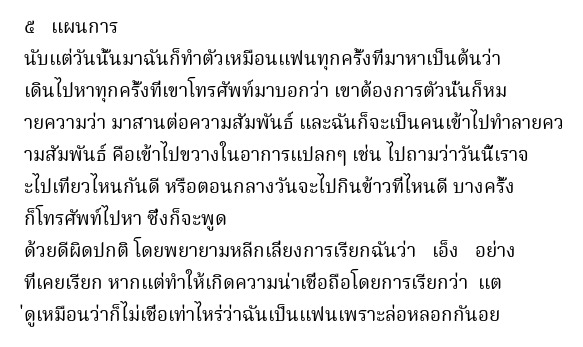 ๕ แผนการ
นับแต่วันนั้นมาฉันก็ทำตัวเหมือนแฟนทุกครั้งที่มาหาเป็นต้นว่า
เดินไปหาทุกครั้งที่เขาโทรศัพท์มาบอกว่า เขาต้องการตัวนั่นก็หม
ายความว่า มาสานต่อความสัมพันธ์ และฉันก็จะเป็นคนเข้าไปทำลายคว
ามสัมพันธ์ คือเข้าไปขวางในอาการแปลกๆ เช่น ไปถามว่าวันนี้เราจ
ะไปเที่ยวไหนกันดี หรือตอนกลางวันจะไปกินข้าวที่ไหนดี บางครั้ง
ก็โทรศัพท์ไปหา ซึ่งก็จะพูด
ด้วยดีผิดปกติ โดยพยายามหลีกเลี่ยงการเรียกฉันว่า เอ็ง อย่าง
ที่เคยเรียก หากแต่ทำให้เกิดความน่าเชื่อถือโดยการเรียกว่า แต
่ดูเหมือนว่าก็ไม่เชื่อเท่าไหร่ว่าฉันเป็นแฟนเพราะล่อหลอกกันอย